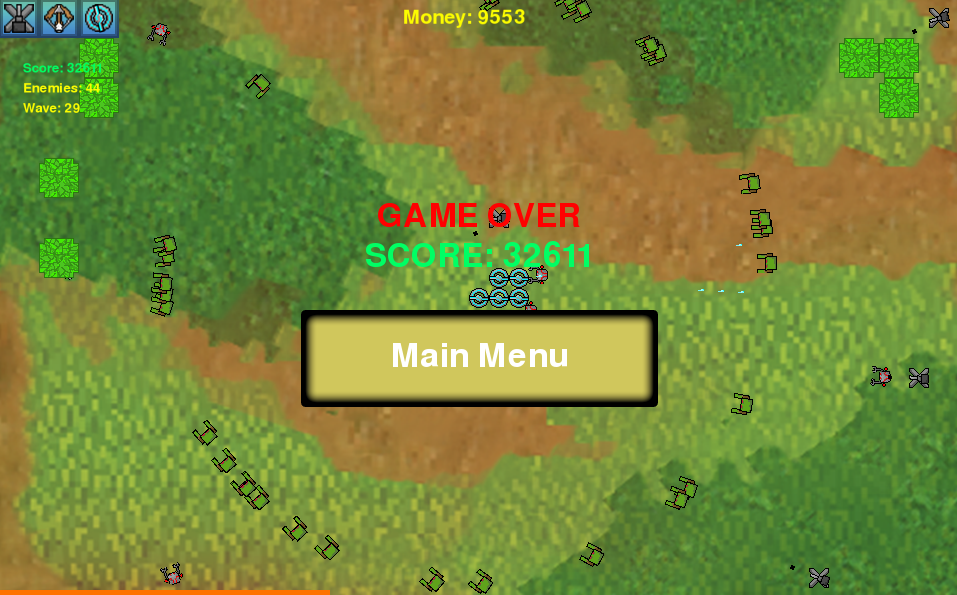 Money: 9553
Score: 32611
Enemies: 44
Wave: 29
GAME OVER
SCORE: 32611
Main Menu